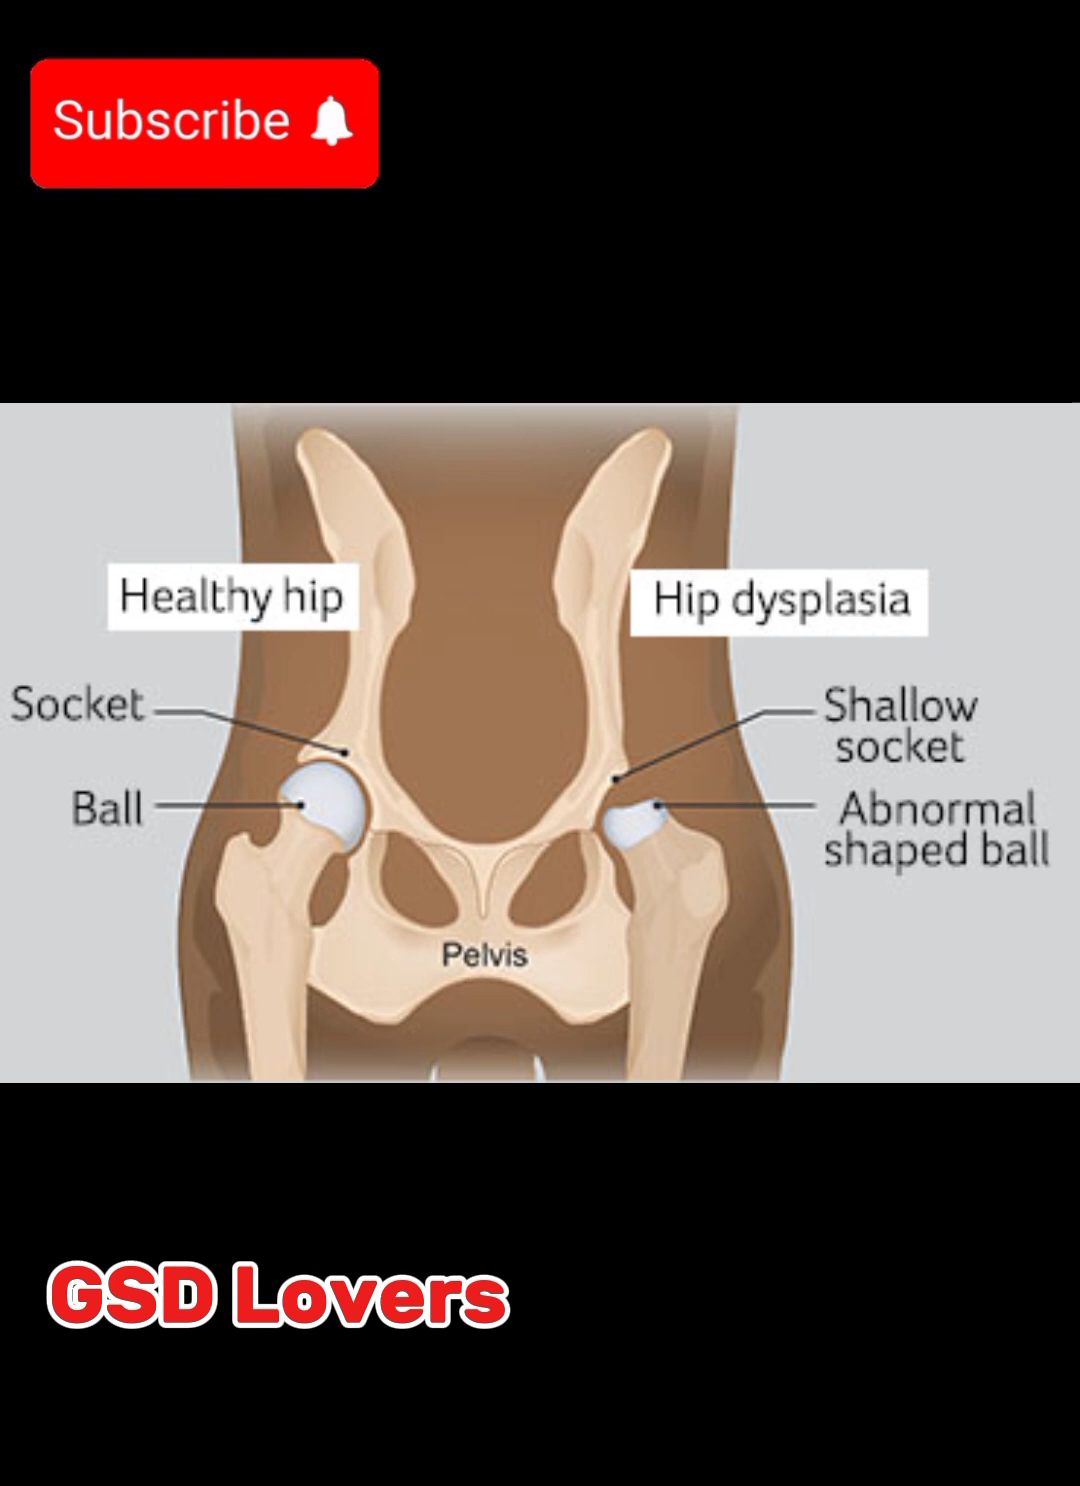 Subscribe
Healthy hip
Hip dysplasia
Socket
Shallow
socket
Ball
Abnormal
shaped ball
Pelvis
GSD Lovers